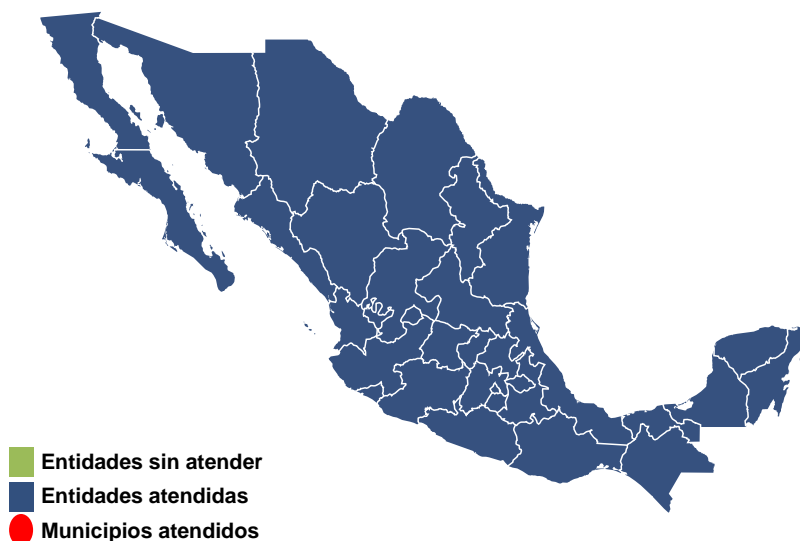 Entidades sin atender
Entidades atendidas
Municipios atendidos